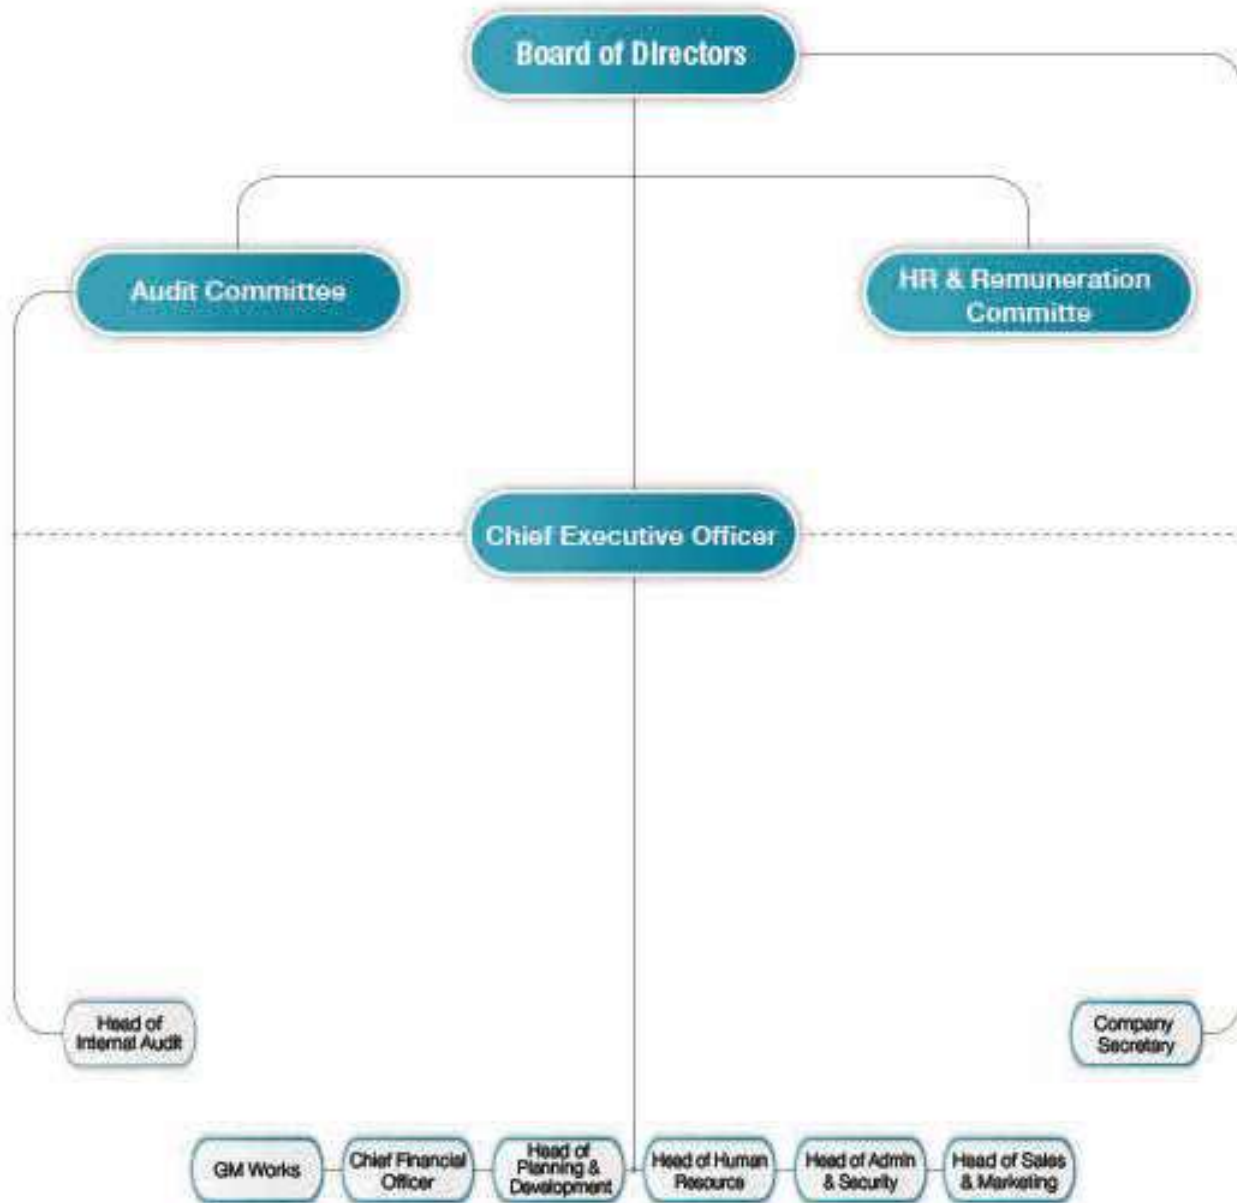 Board of Directors
Audit Committee
HR & Remuneration
Committe
Chief Executive Officer
Head of
Internal Audit
Company
Secretary
GM Works
Chief Financial
Officer
Head of
Planning &
Development
Head of Human
Resource
Head of Admin
& Security
Head of Sales
& Marketing